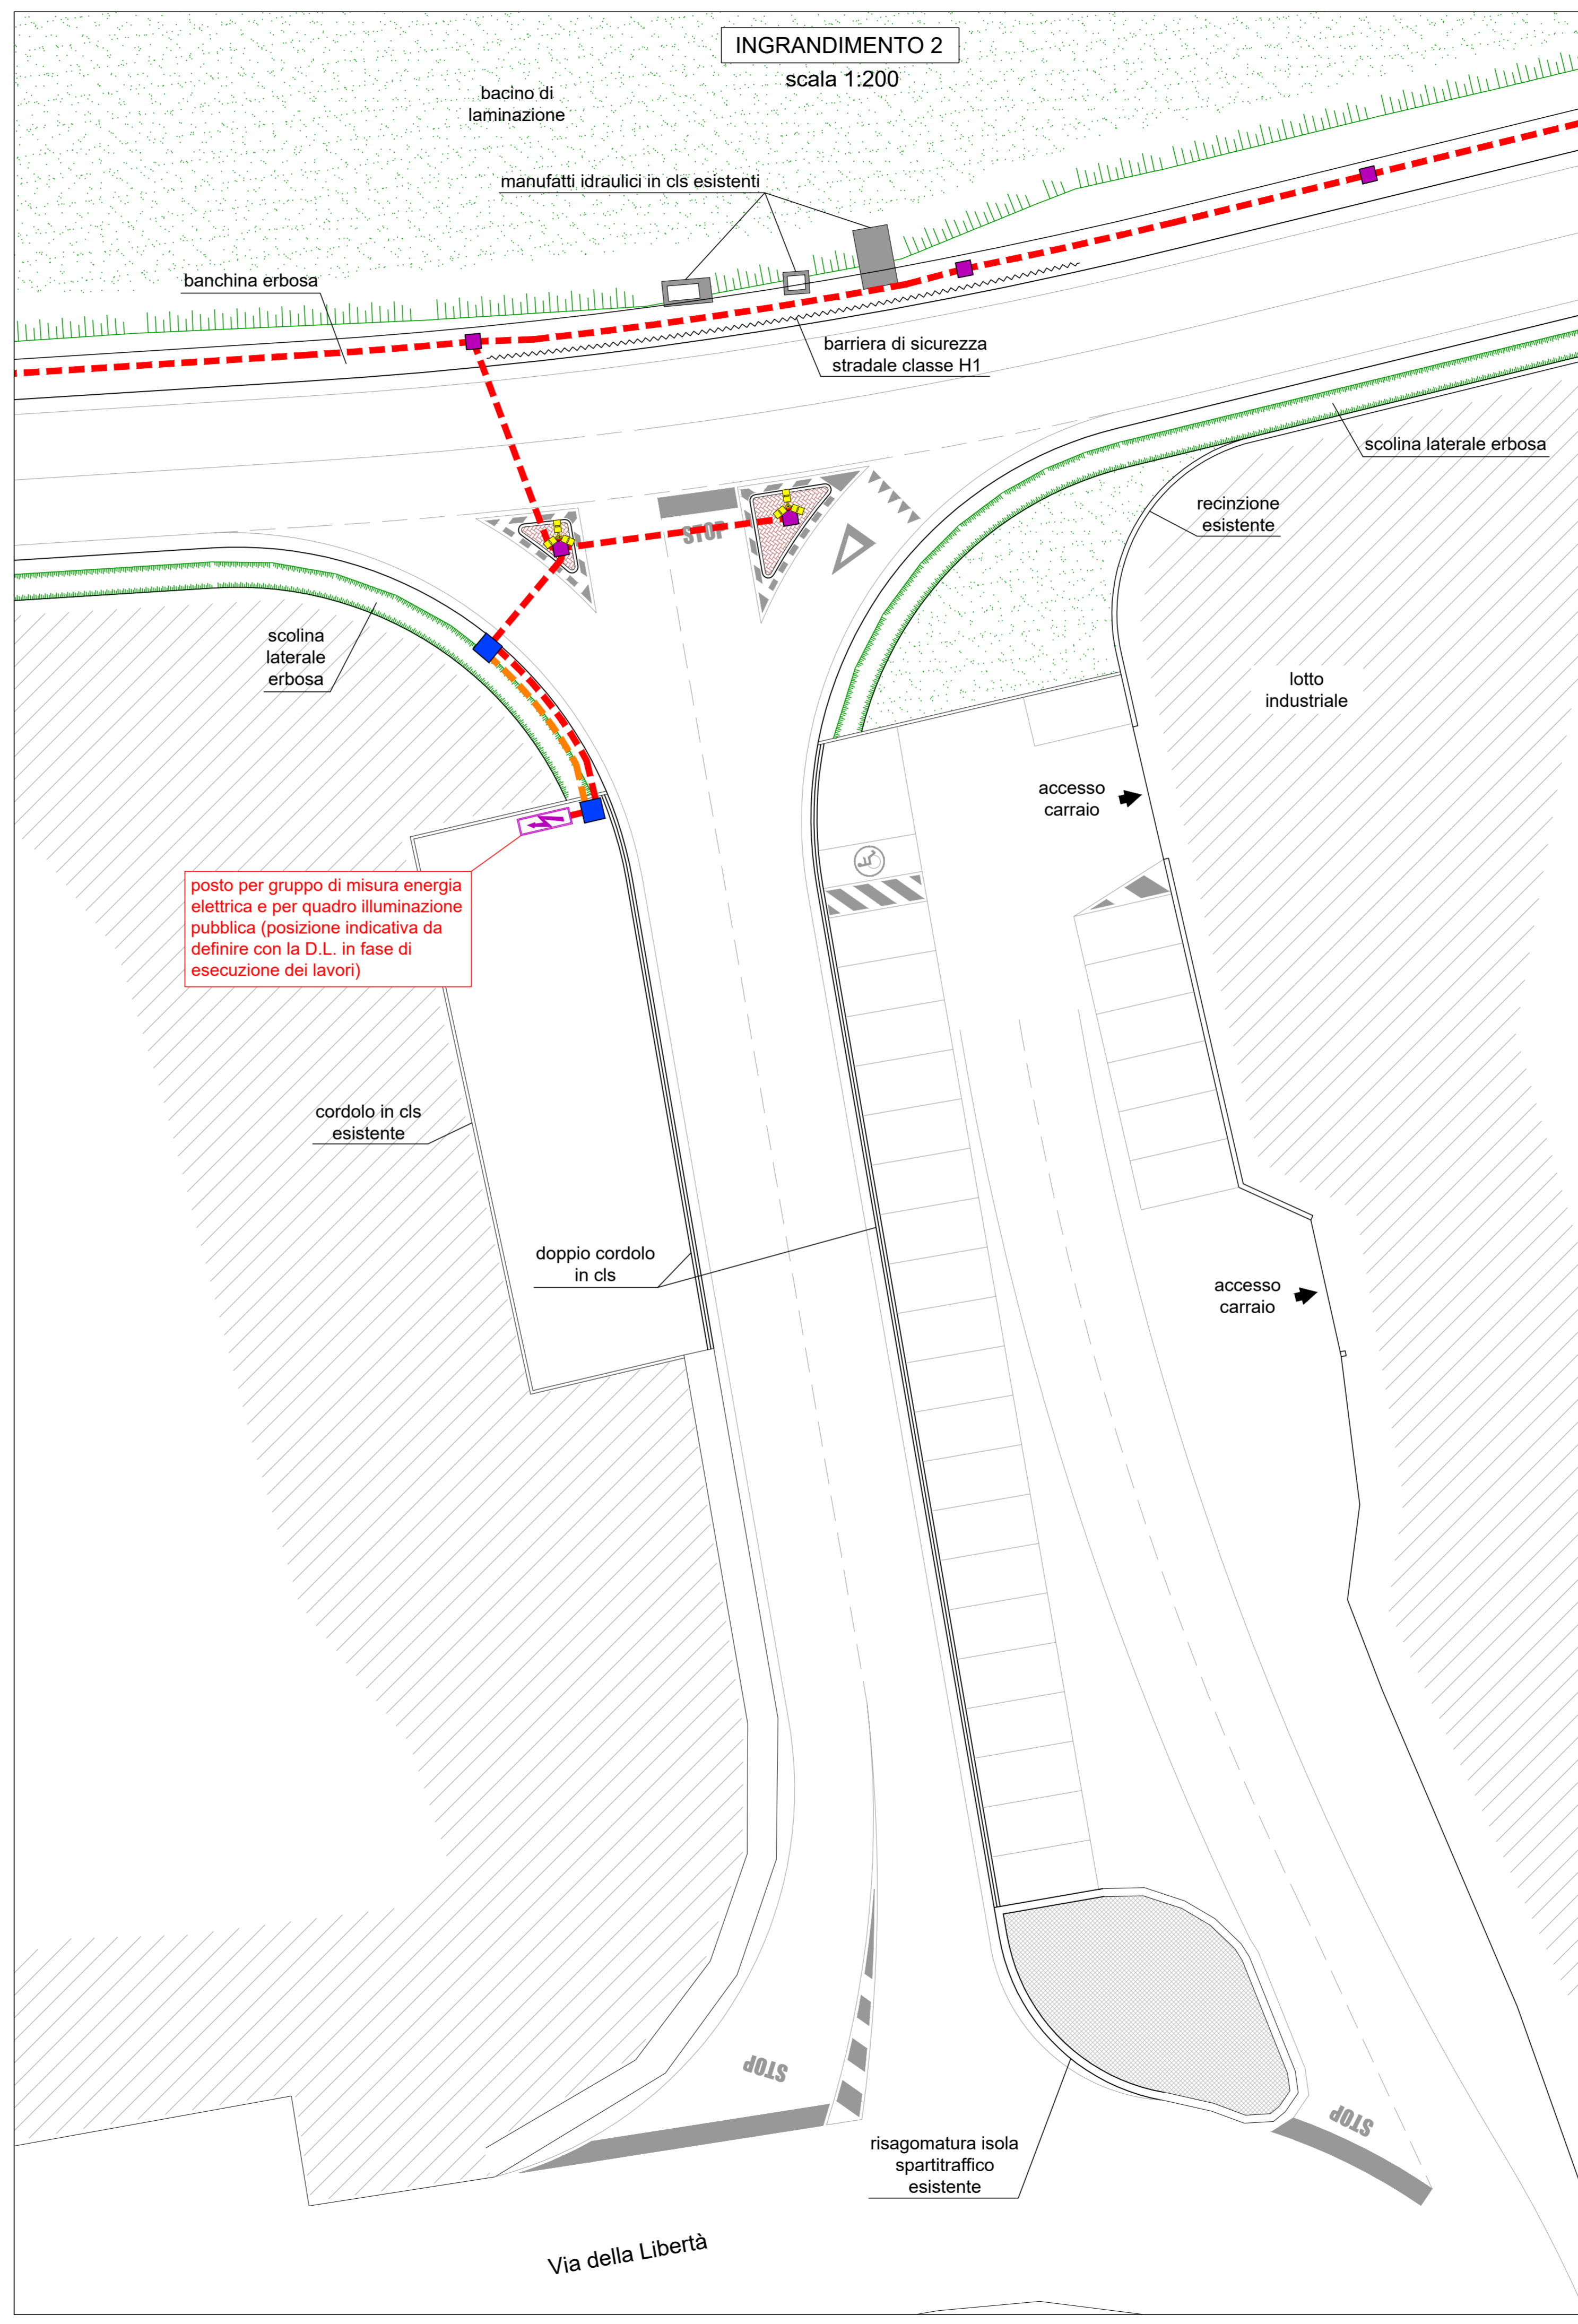 INGRANDIMENTO 2
scala 1:200
bacino di
laminazione
manufatti idraulici in cls esistenti
banchina erbosa
barriera di sicurezza
stradale classe H1
scolina laterale erbosa
recinzione
esistente
STOP
scolina
laterale
erbosa
lotto
industriale
accesso
carraio
posto per gruppo di misura energia
elettrica e per quadro illuminazione
pubblica (posizione indicativa da
definire con la D.L. in fase di
esecuzione dei lavori)
cordolo in cls
esistente
doppio cordolo
in cls
accesso
carraio
STOP
STOP
risagomatura isola
spartitraffico
esistente
Via della Libertà